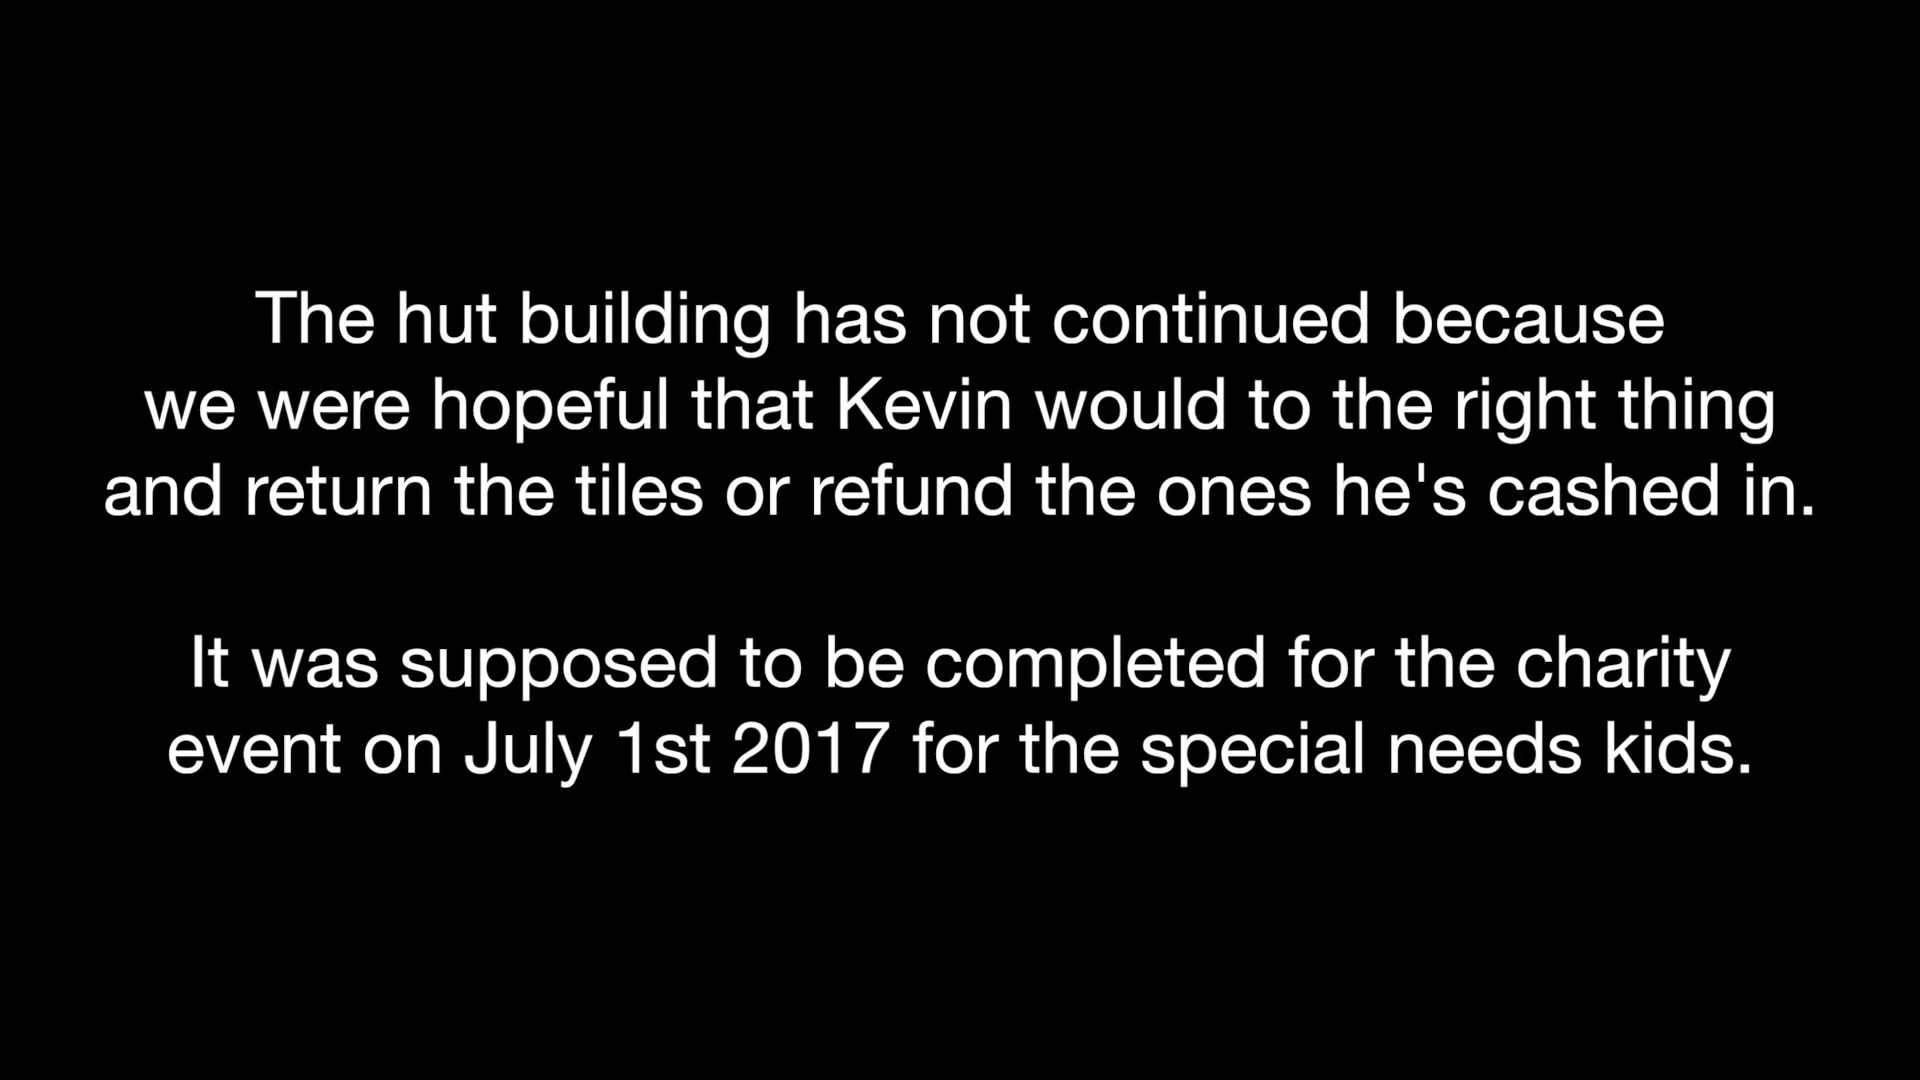 The hut building has not continued because
we were hopeful that Kevin would to the right thing
and return the tiles or refund the ones he's cashed in.
It was supposed to be completed for the charity
event on July 1st 2017 for the special needs kids.